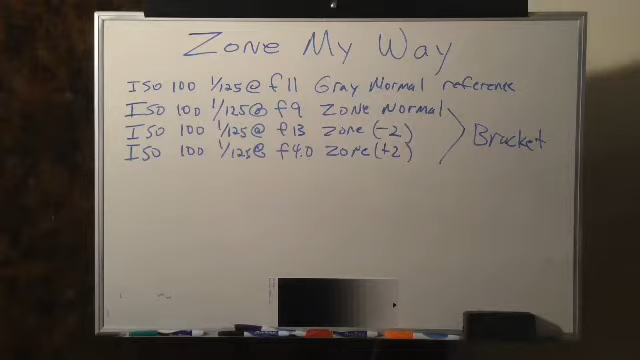 Zone My Way
ISO 100 1/125@ f11 Gray Normal reference
ISO 100 1/125@ f9 Zone Normal
ISO 100 1/125@ f13 Zone (-2)
ISO 100 1/125@ f4.0 Zone (+2)
Bracket